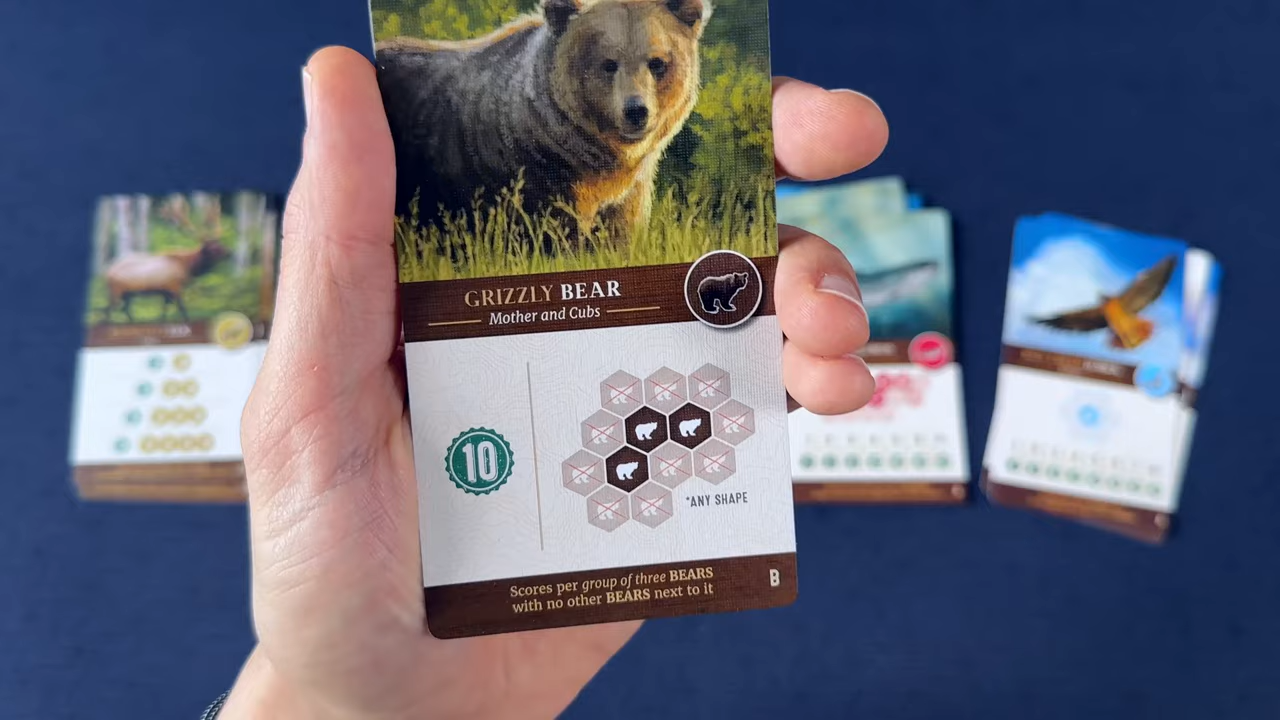 GRIZZLY BEAR
Mother and Cubs
10
*ANY SHAPE
Scores per group of three BEARS
with no other BEARS next to it
B